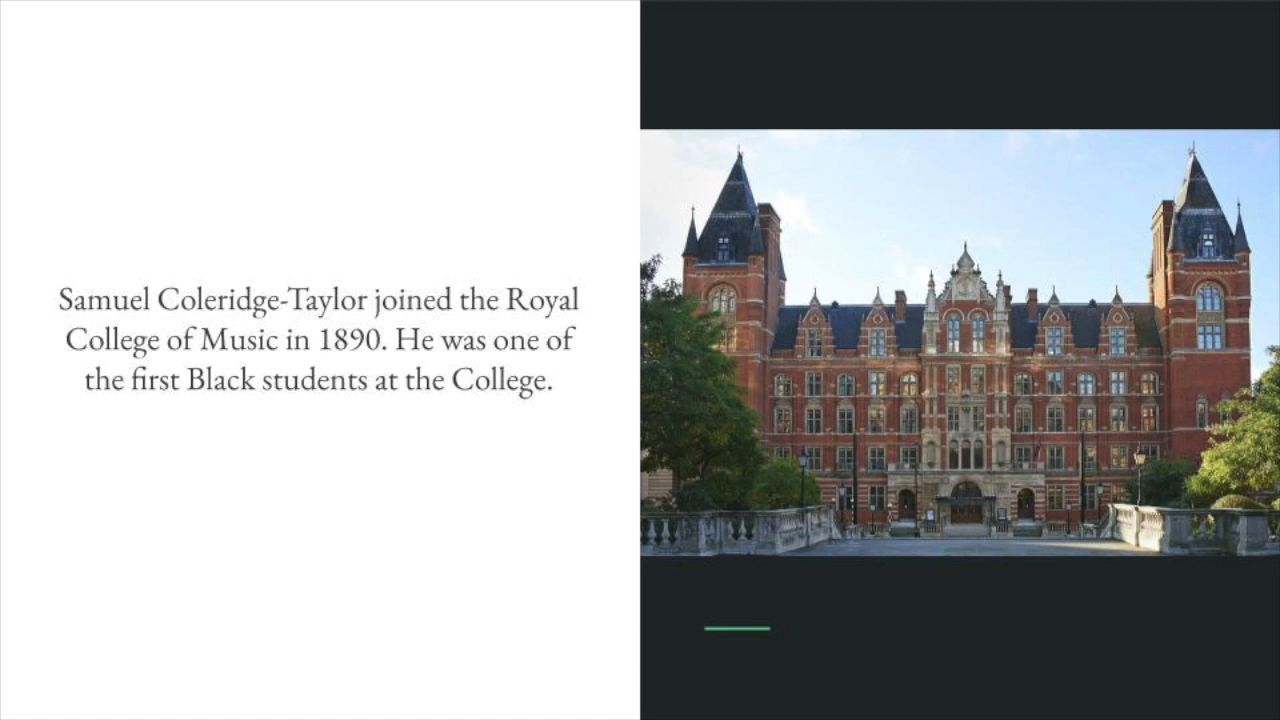 Samuel Coleridge-Taylor joined the Royal
College of Music in 1890. He was one of
the first Black students at the College.